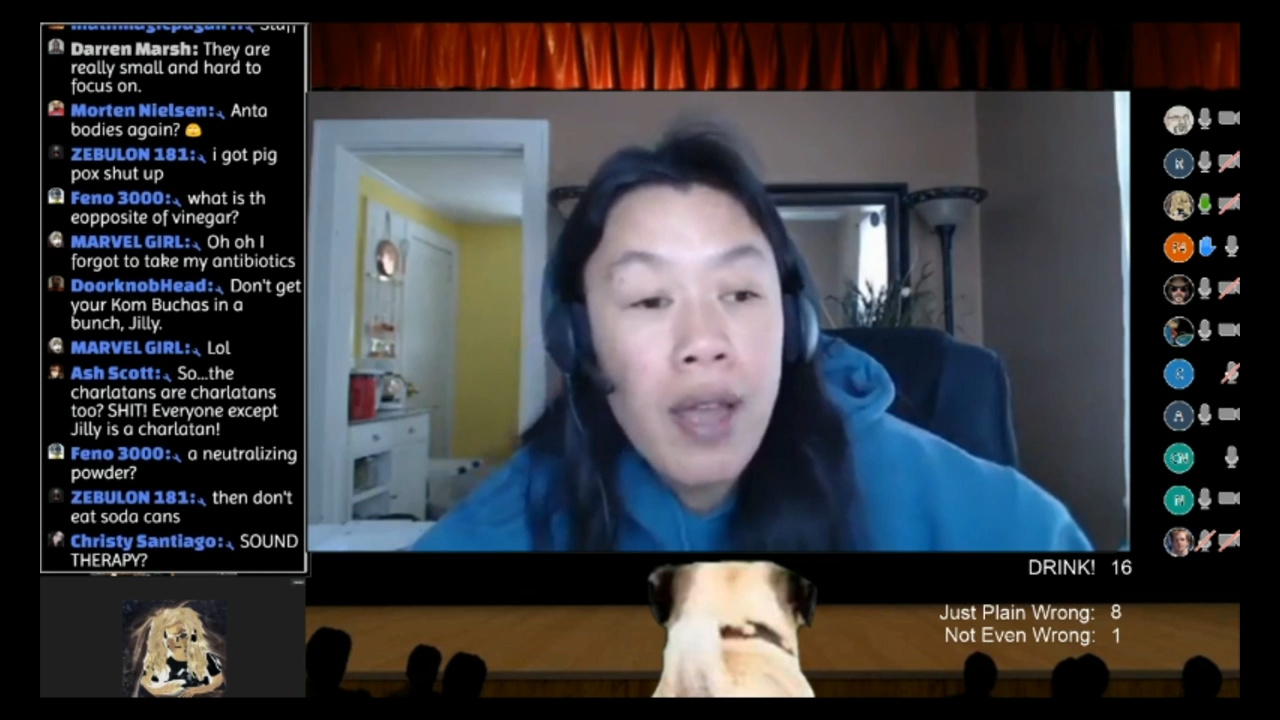 Darren Marsh: They are
really small and hard to
focus on.
Morten Nielsen: Anta
bodies again?
ZEBULON 181: i got pig
pox shut up
Feno 3000: what is th
eopposite of vinegar?
MARVEL GIRL: Oh oh I
forgot to take my antibiotics
DoorknobHead: Don't get
your Kom Buchas in a
bunch, Jilly.
MARVEL GIRL: Lol
Ash Scott: So...the
charlatans are charlatans
too? SHIT! Everyone except
Jilly is a charlatan!
Feno 3000: a neutralizing
powder?
ZEBULON 181: then don't
eat soda cans
Christy Santiago: SOUND
THERAPY?
DRINK! 16
Just Plain Wrong: 8
Not Even Wrong: 1